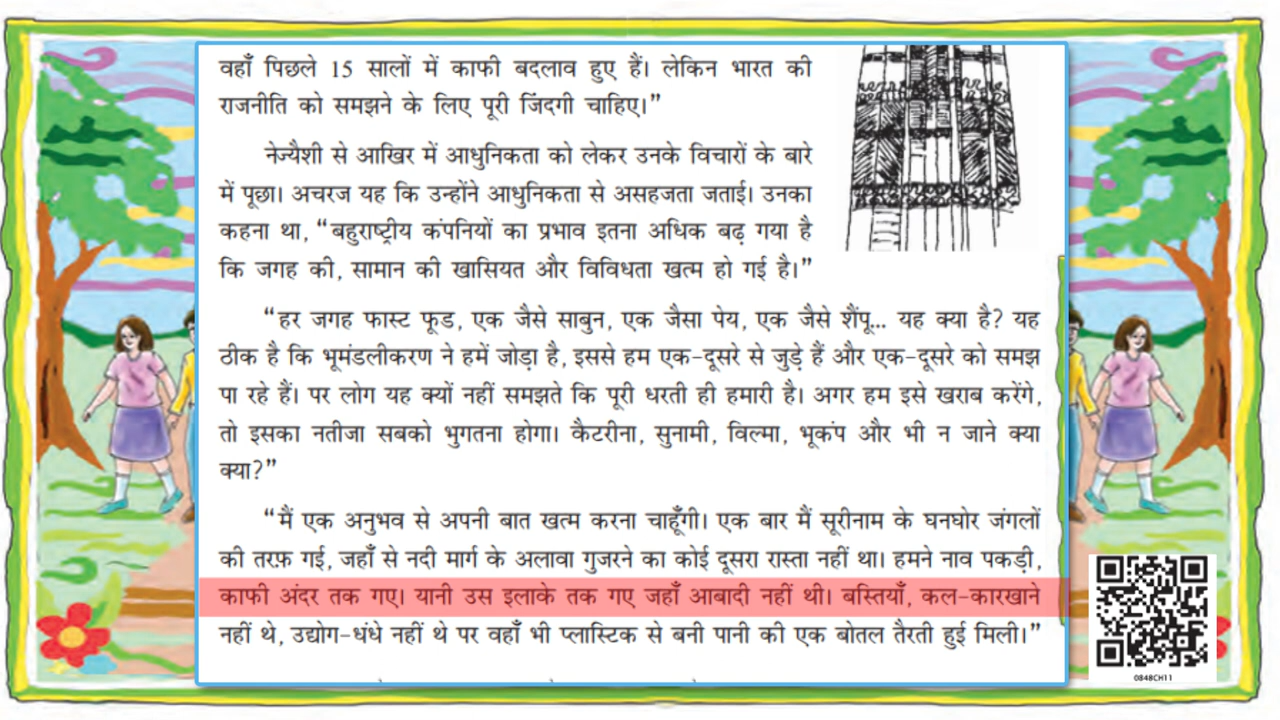 वहाँ पिछले 15 सालों में काफी बदलाव हुए हैं। लेकिन भारत की
राजनीति को समझने के लिए पूरी जिंदगी चाहिए।”
नेज्यैशी से आखिर में आधुनिकता को लेकर उनके विचारों के बारे
में पूछा। अचरज यह कि उन्होंने आधुनिकता से असहजता जताई। उनका
कहना था, “बहुराष्ट्रीय कंपनियों का प्रभाव इतना अधिक बढ़ गया है
कि जगह की, सामान की खासियत और विविधता खत्म हो गई है।”
“हर जगह फास्ट फूड, एक जैसे साबुन, एक जैसा पेय, एक जैसे शैंपू... यह क्या है? यह
ठीक है कि भूमंडलीकरण ने हमें जोड़ा है, इससे हम एक-दूसरे से जुड़े हैं और एक-दूसरे को समझ
पा रहे हैं। पर लोग यह क्यों नहीं समझते कि पूरी धरती ही हमारी है। अगर हम इसे खराब करेंगे,
तो इसका नतीजा सबको भुगतना होगा। कैटरीना, सुनामी, विल्मा, भूकंप और भी न जाने क्या
क्या?”
“मैं एक अनुभव से अपनी बात खत्म करना चाहूँगी। एक बार मैं सूरीनाम के घनघोर जंगलों
की तरफ़ गई, जहाँ से नदी मार्ग के अलावा गुजरने का कोई दूसरा रास्ता नहीं था। हमने नाव पकड़ी,
काफी अंदर तक गए। यानी उस इलाके तक गए जहाँ आबादी नहीं थी। बस्तियाँ, कल-कारखाने
नहीं थे, उद्योग-धंधे नहीं थे पर वहाँ भी प्लास्टिक से बनी पानी की एक बोतल तैरती हुई मिली।”
0848CH11